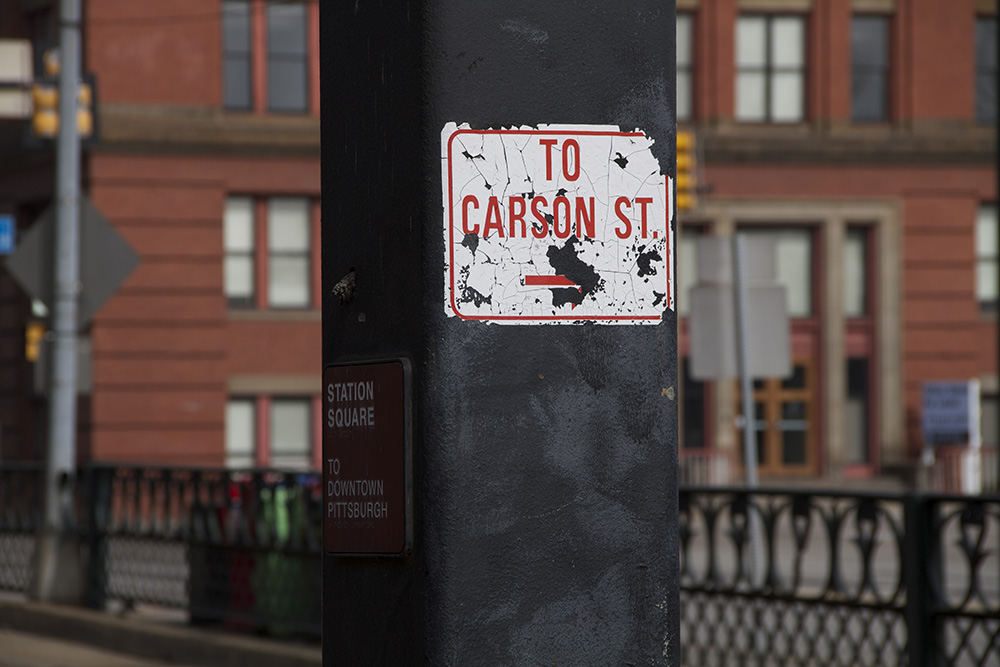 TO
CARSON ST.
STATION
SQUARE
TO
DOWNTOWN
PITTSBURGH